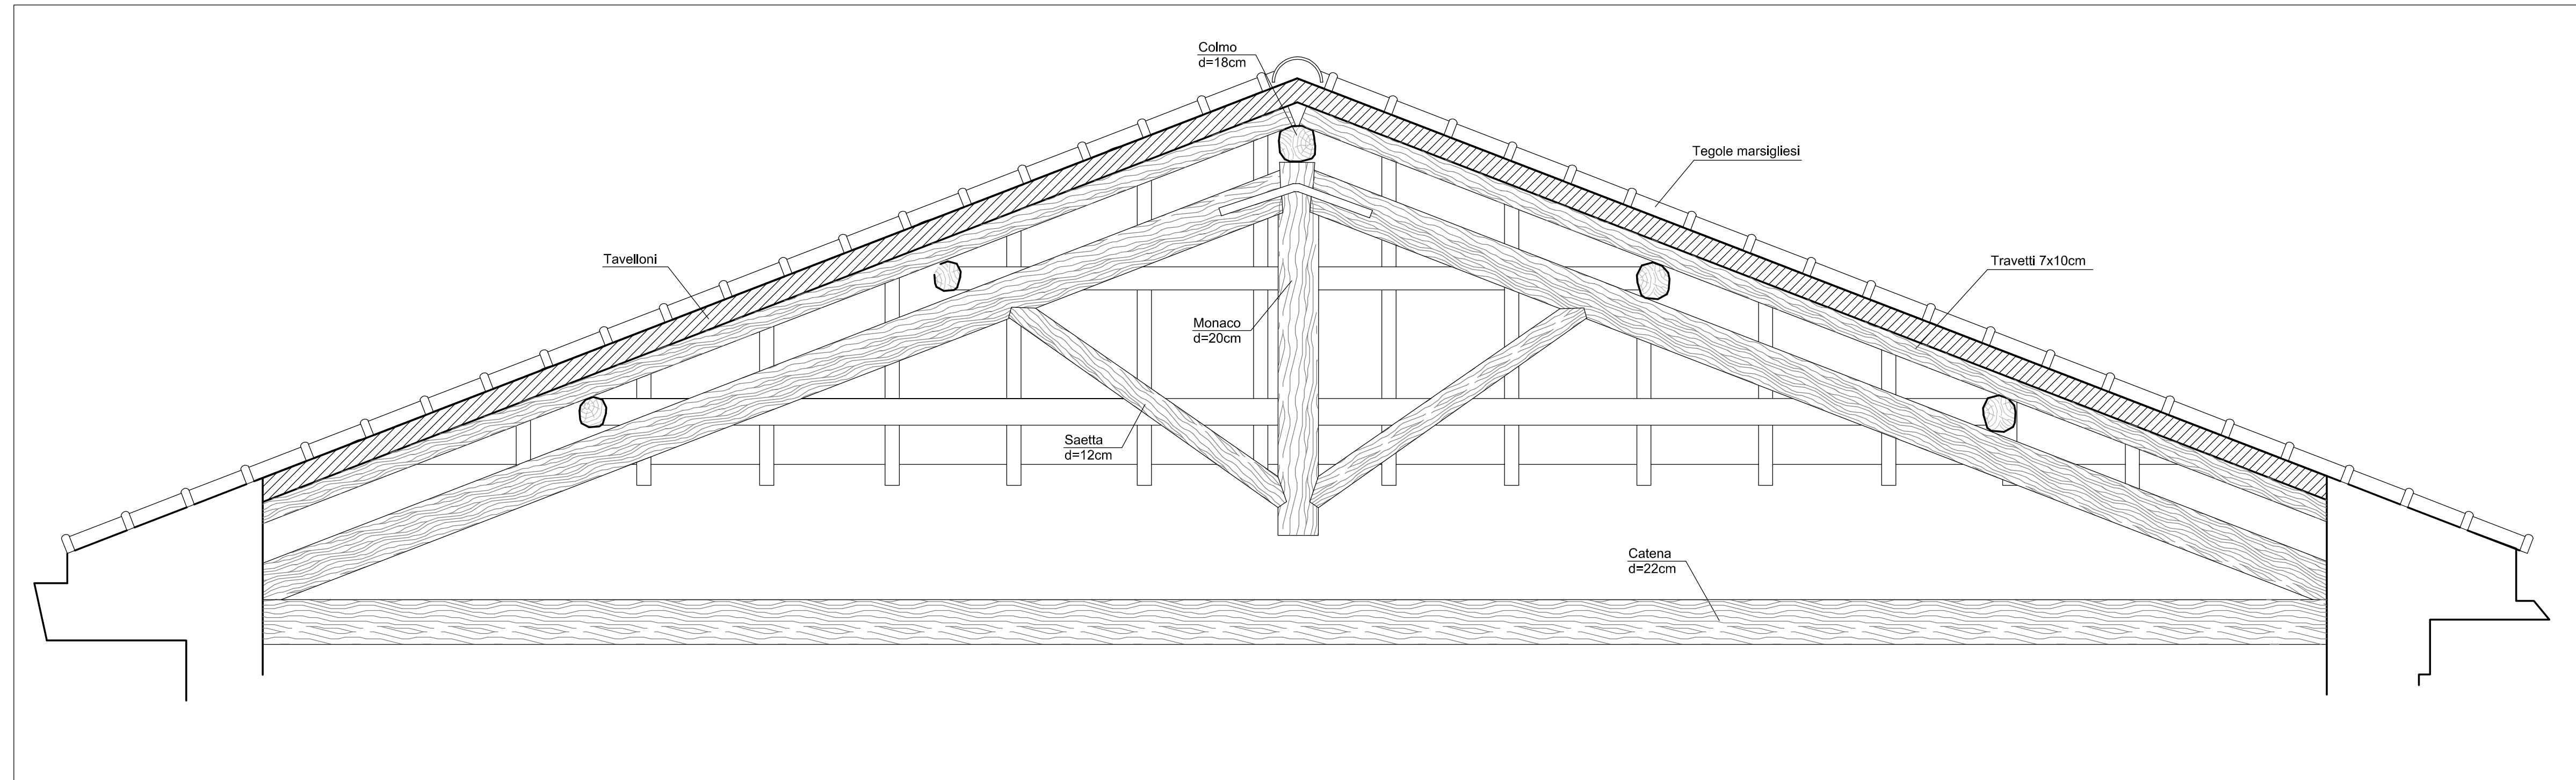 Colmo
d=18cm
Tegole marsigliesi
Tavelloni
Travetti 7x10cm
Monaco
d=20cm
Saetta
d=12cm
Catena
d=22cm